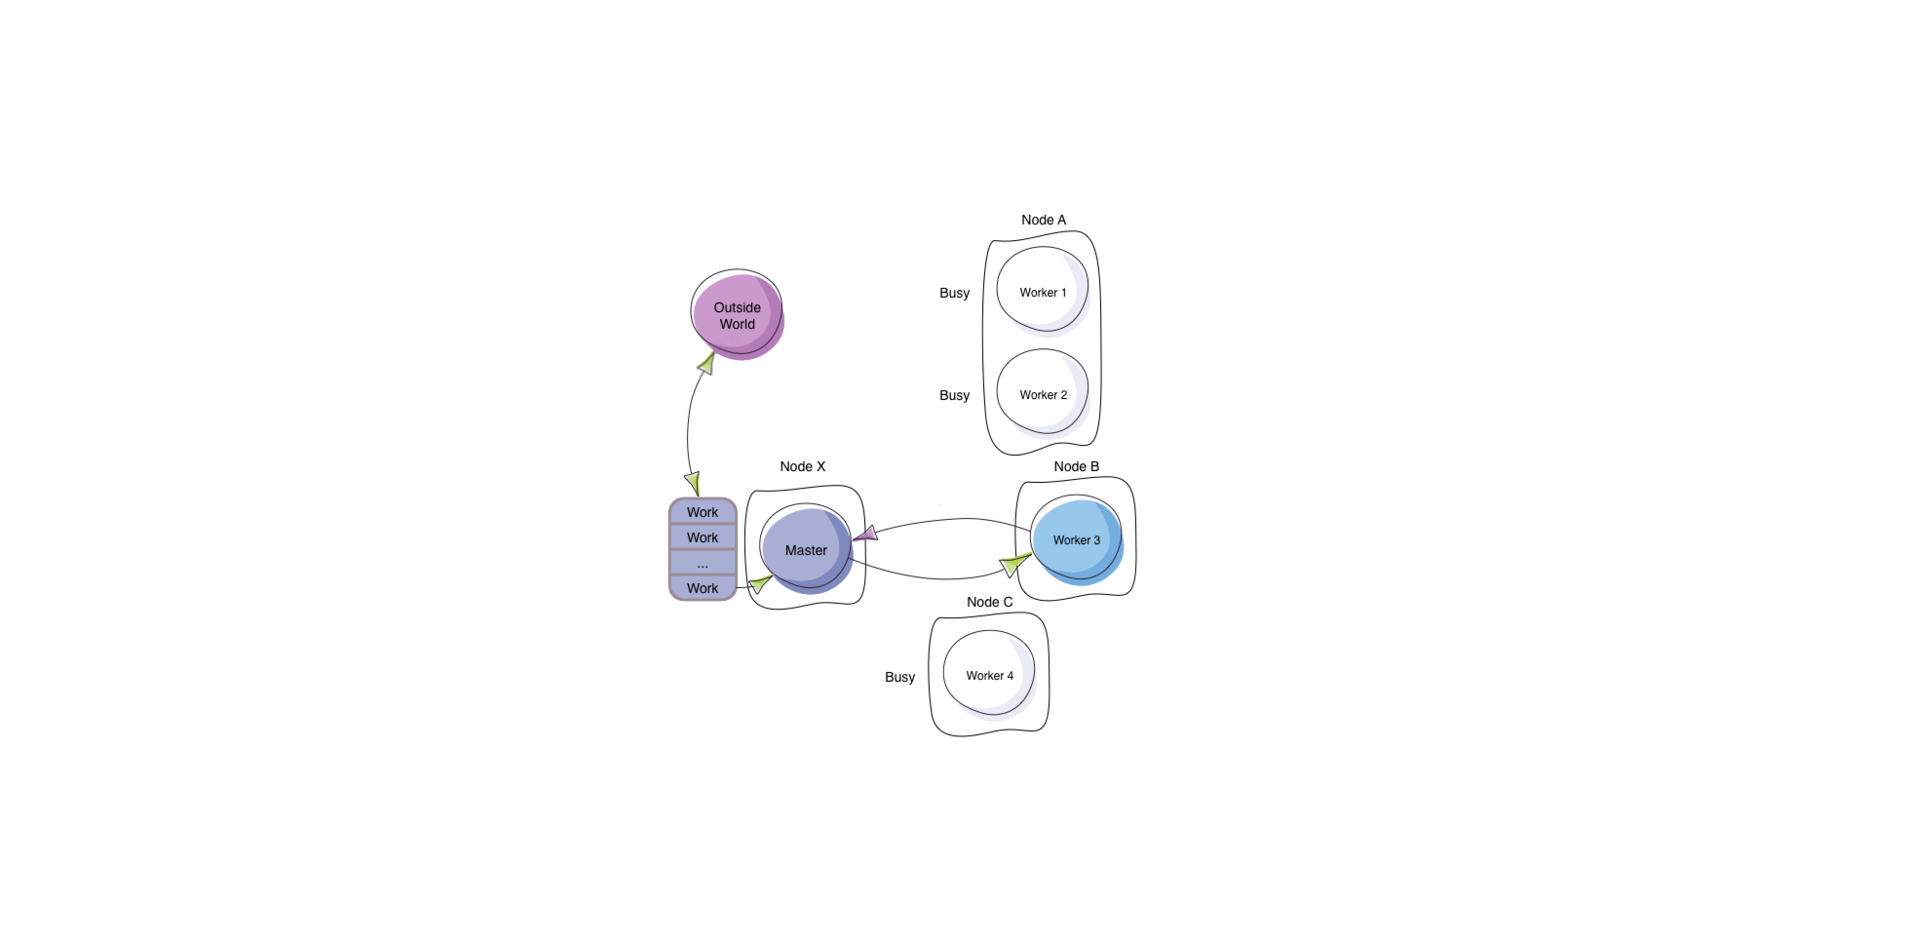 Node A
Busy
Worker 1
Outside
World
Busy
Worker 2
Node X
Node B
Work
Work
...
Work
Master
Worker 3
Node C
Busy
Worker 4